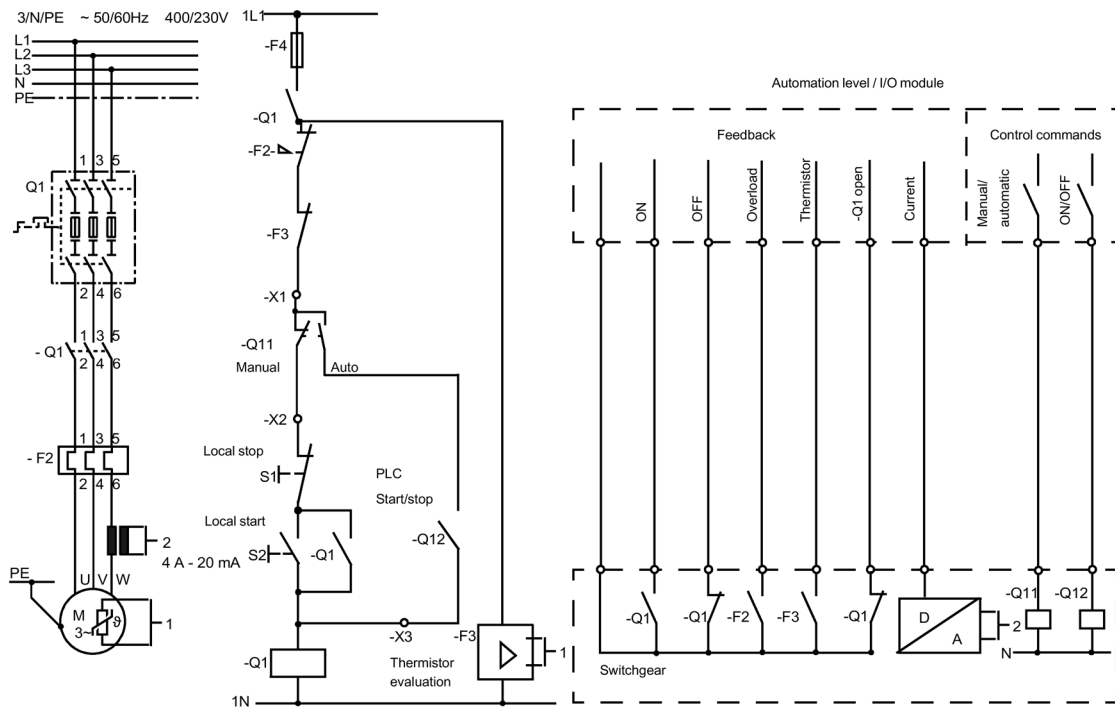 3/N/PE ~ 50/60Hz 400/230V
L1
L2
L3
N
PE
1 3 5
Q1
2 4 6
1 3 5
- Q1
2 4 6
1 3 5
- F2
2 4 6
2
4 A - 20 mA
PE
U V W
M
3~
ϑ
1
1L1
-F4
-Q1
-F2-
-F3
-X1
-Q11
Manual
Auto
-X2
Local stop
S1
PLC
Start/stop
Local start
S2
-Q1
-Q12
-X3
-F3
-Q1
Thermistor
evaluation
1
1N
Automation level / I/O module
Feedback
Control commands
ON
OFF
Overload
Thermistor
-Q1 open
Current
Manual/
automatic
ON/OFF
-Q1
-Q1
-F2
-F3
-Q1
D
A
2
-Q11
-Q12
N
Switchgear